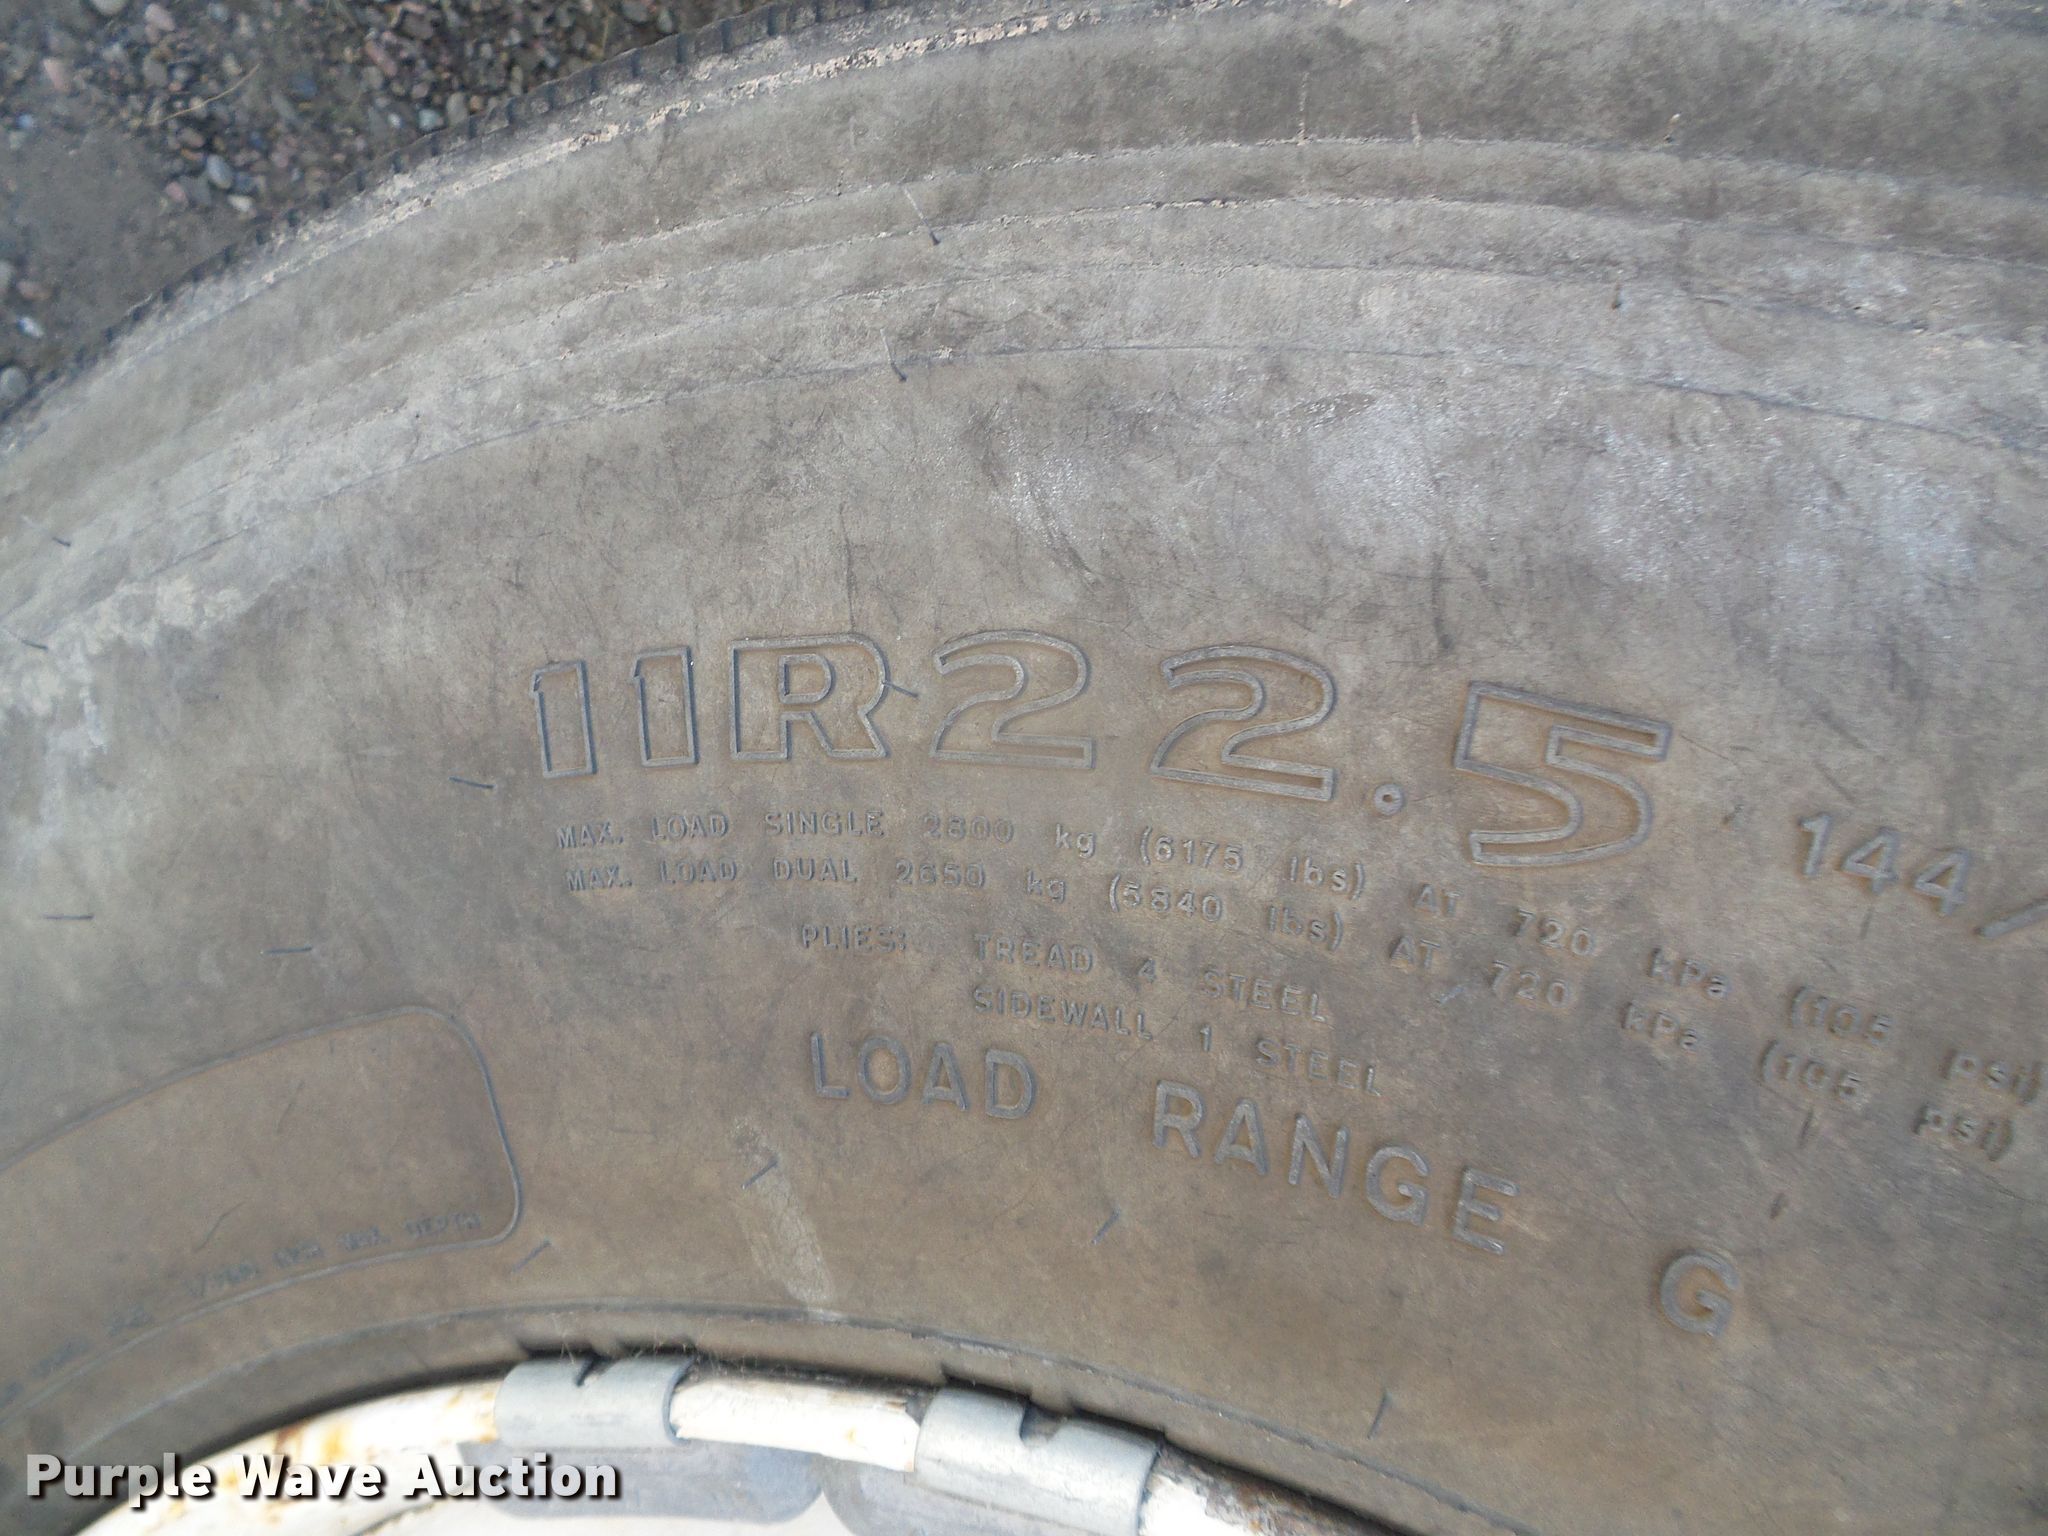 11R22.5 144/
MAX. LOAD SINGLE 2800 kg (6175 lbs) AT 720 kPa (105 psi)
MAX. LOAD DUAL 2650 kg (5840 lbs) AT 720 kPa (105 psi)
PLIES: TREAD 4 STEEL
SIDEWALL 1 STEEL
LOAD RANGE G
MAX. DEPTH
Purple Wave Auction